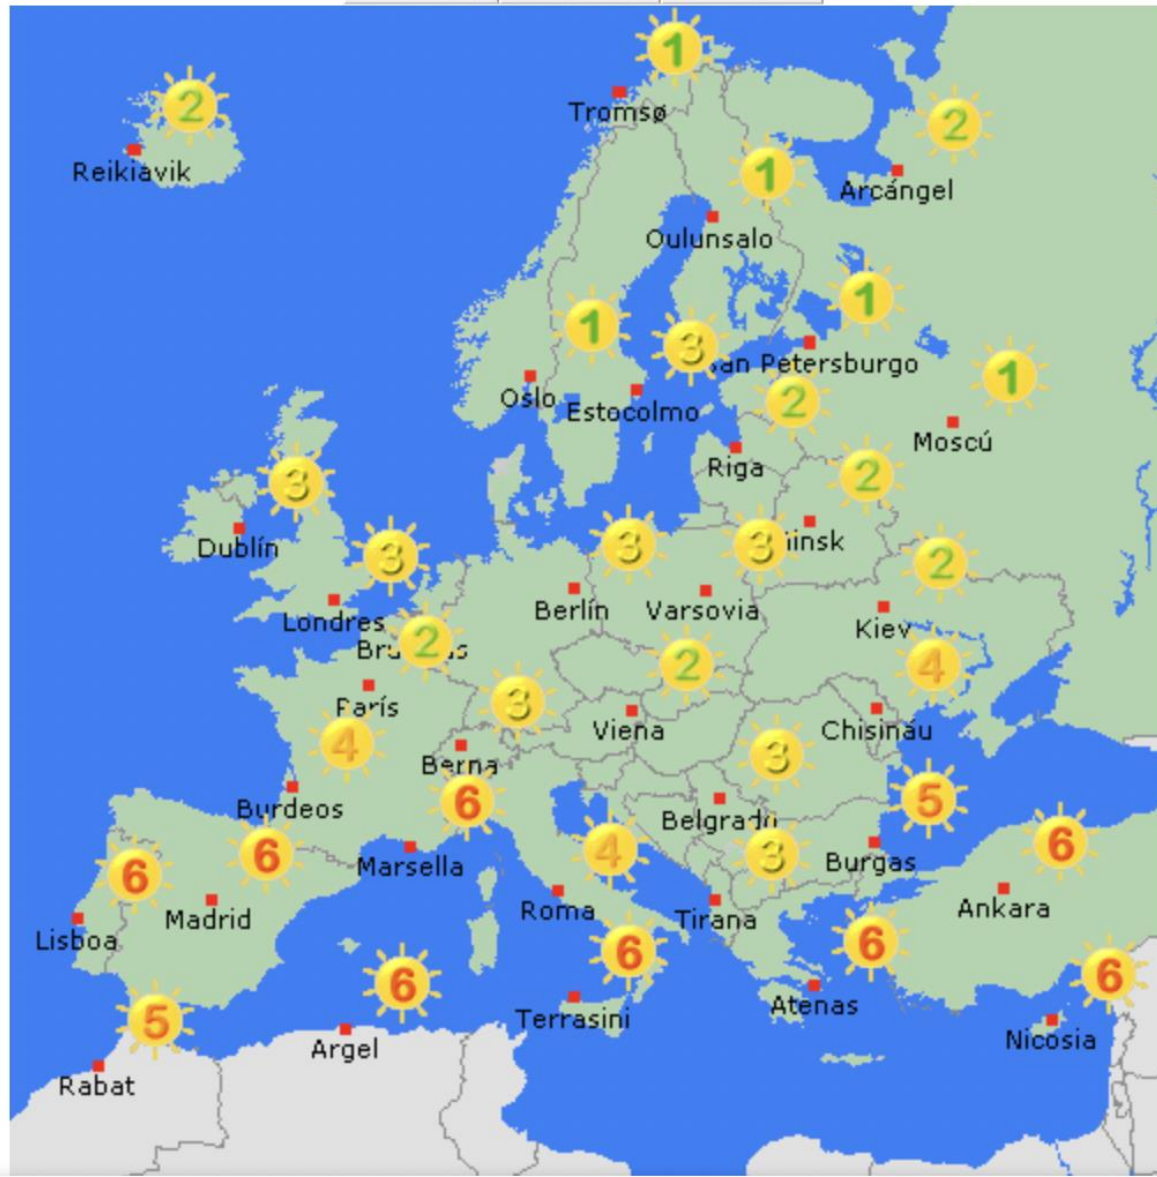 1
Tromsø
2
Reikiavik
2
Arcángel
1
Oulunsalo
1
1
3
an Petersburgo
1
Oslo
Estocolmo
2
Moscú
Riga
2
3
Dublín
3
3
3
insk
2
Londres
Berlín
Varsovia
Kiev
2
2
4
París
3
Viena
Chisináu
4
Berna
3
Burdeos
6
Belgrado
5
Marsella
4
3
Burgas
6
6
6
Madrid
Roma
Tirana
Ankara
Lisboa
6
6
6
6
Terrasini
Atenas
5
Argel
Nicosia
Rabat